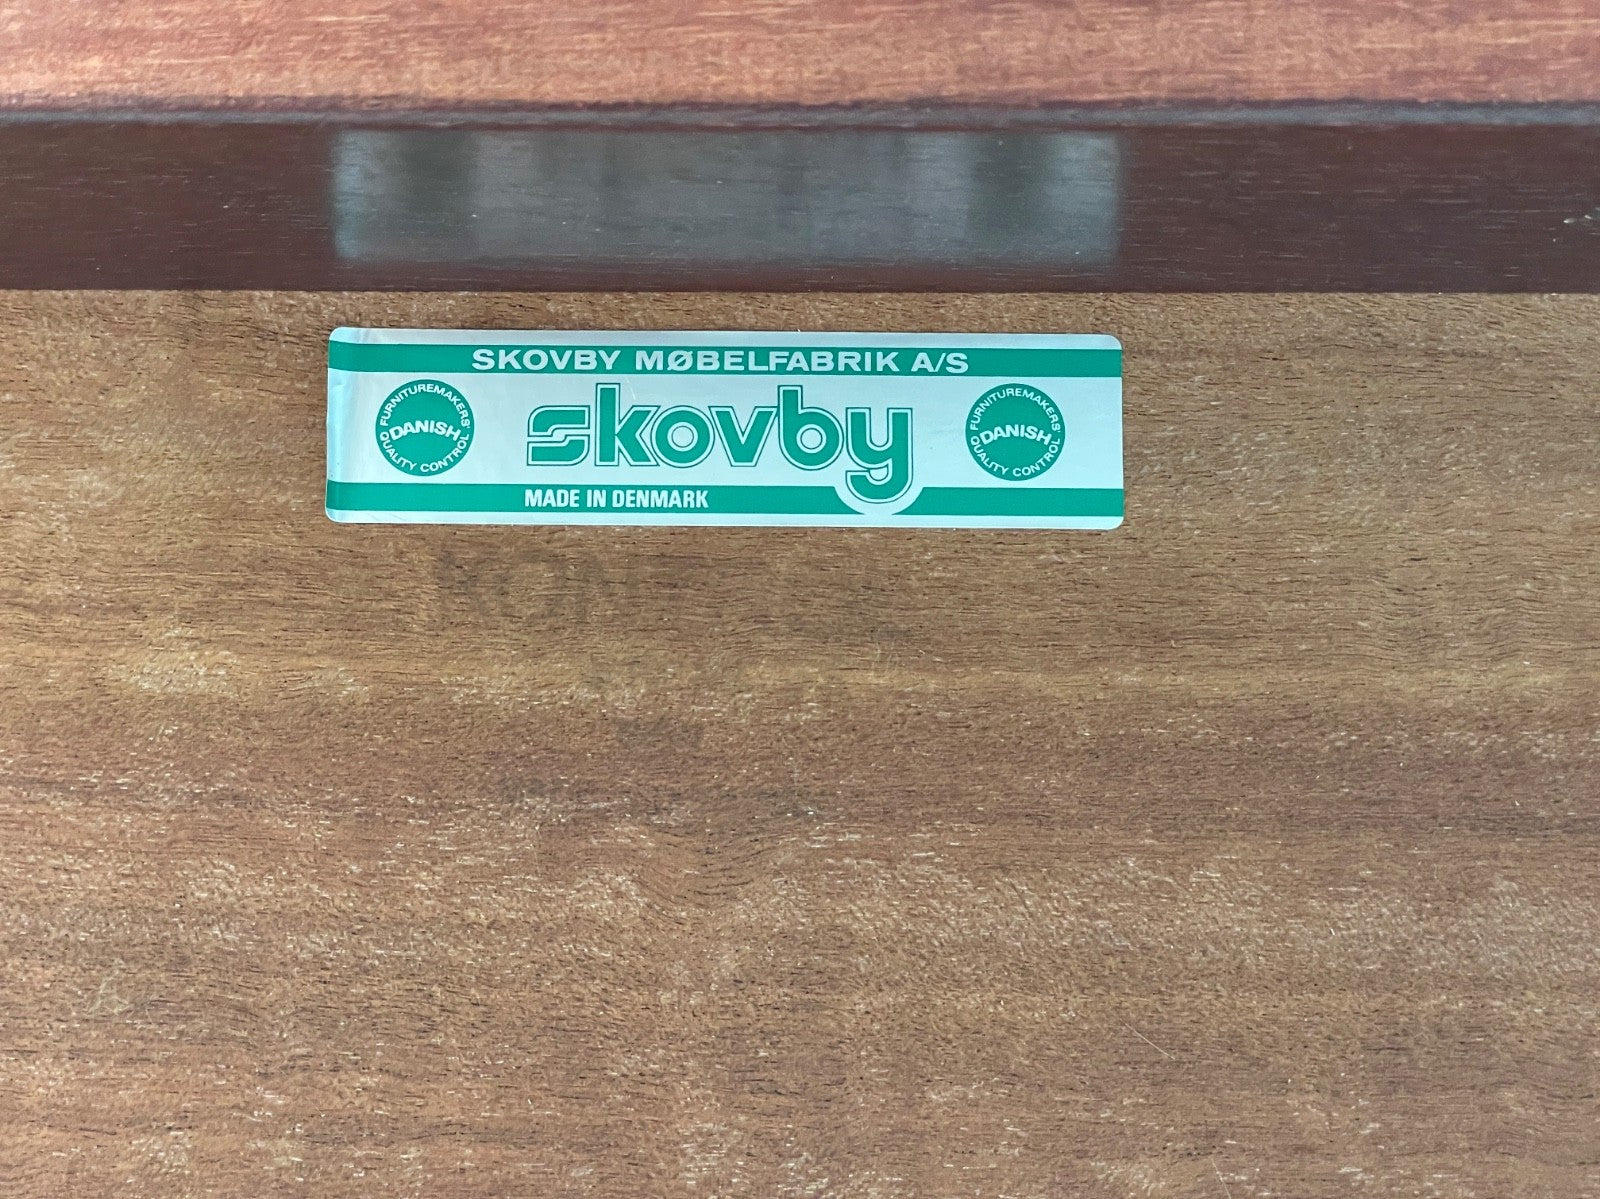 SKOVBY MØBELFABRIK A/S
FURNITUREMAKERS'
DANISH
QUALITY CONTROL
skovby
FURNITUREMAKERS'
DANISH
QUALITY CONTROL
MADE IN DENMARK